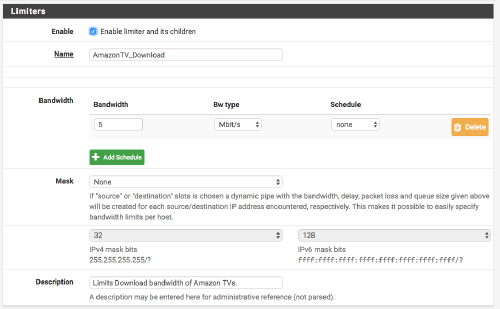 Limiters
Enable Enable limiter and its children
Name AmazonTV_Download
Bandwidth Bandwidth Bw type Schedule
5 Mbit/s none Delete
Add Schedule
Mask None
If "source" or "destination" slots is chosen a dynamic pipe with the bandwidth, delay, packet loss and queue size given above
will be created for each source/destination IP address encountered, respectively. This makes it possible to easily specify
bandwidth limits per host.
32 128
IPv4 mask bits IPv6 mask bits
255.255.255.255/? ffff:ffff:ffff:ffff:ffff:ffff:ffff:ffff/?
Description Limits Download bandwidth of Amazon TVs.
A description may be entered here for administrative reference (not parsed).